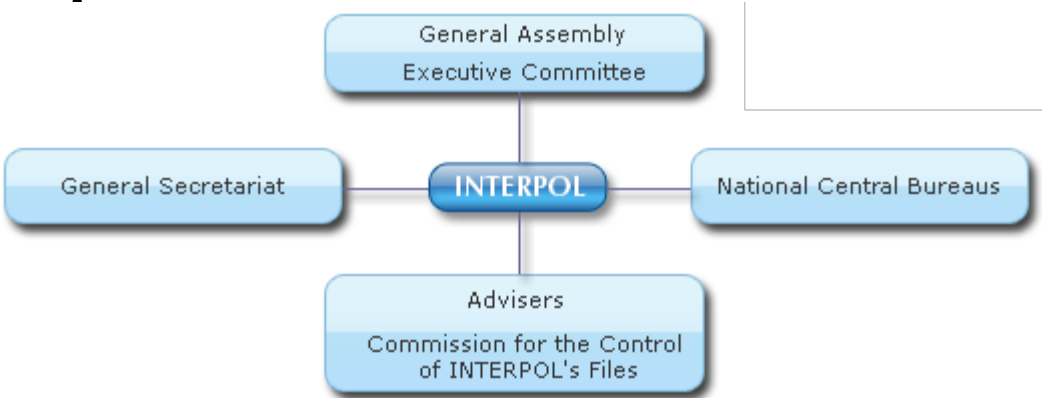 General Assembly
Executive Committee
General Secretariat
INTERPOL
National Central Bureaus
Advisers
Commission for the Control
of INTERPOL's Files